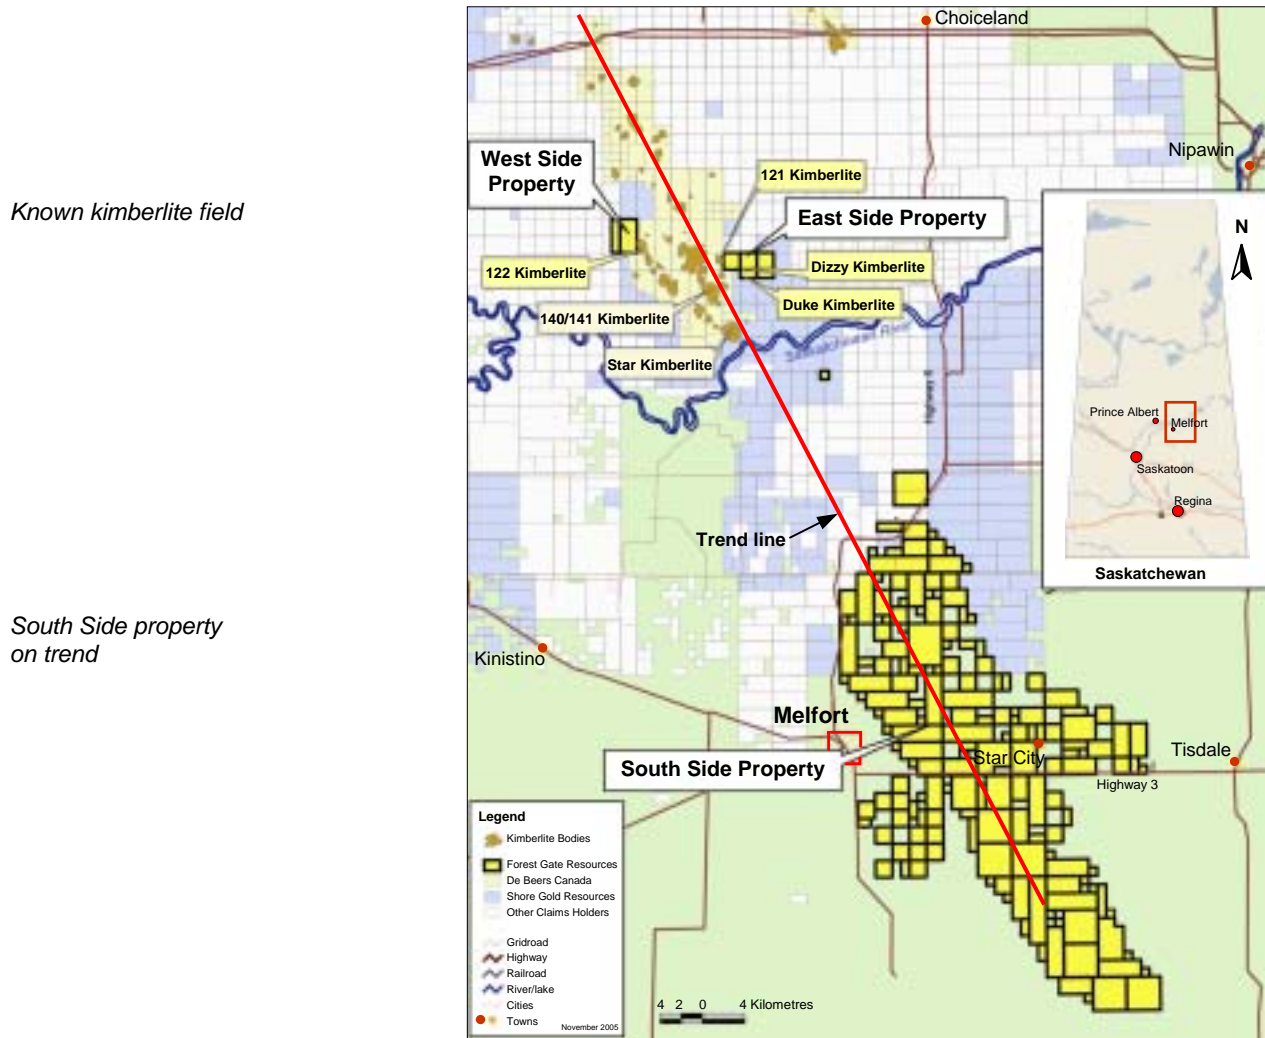 Choiceland
Nipawin
West Side
Property
121 Kimberlite
Known kimberlite field
East Side Property
N
122 Kimberlite
Dizzy Kimberlite
Duke Kimberlite
140/141 Kimberlite
Saskatchewan River
Star Kimberlite
Highway 6
Prince Albert
Melfort
Saskatoon
Regina
Trend line
Saskatchewan
South Side property
on trend
Kinistino
Melfort
South Side Property
Star City
Tisdale
Highway 3
Legend
Kimberlite Bodies
Forest Gate Resources
De Beers Canada
Shore Gold Resources
Other Claims Holders
Gridroad
Highway
Railroad
River/lake
Cities
Towns
November 2005
4 2 0 4 Kilometres